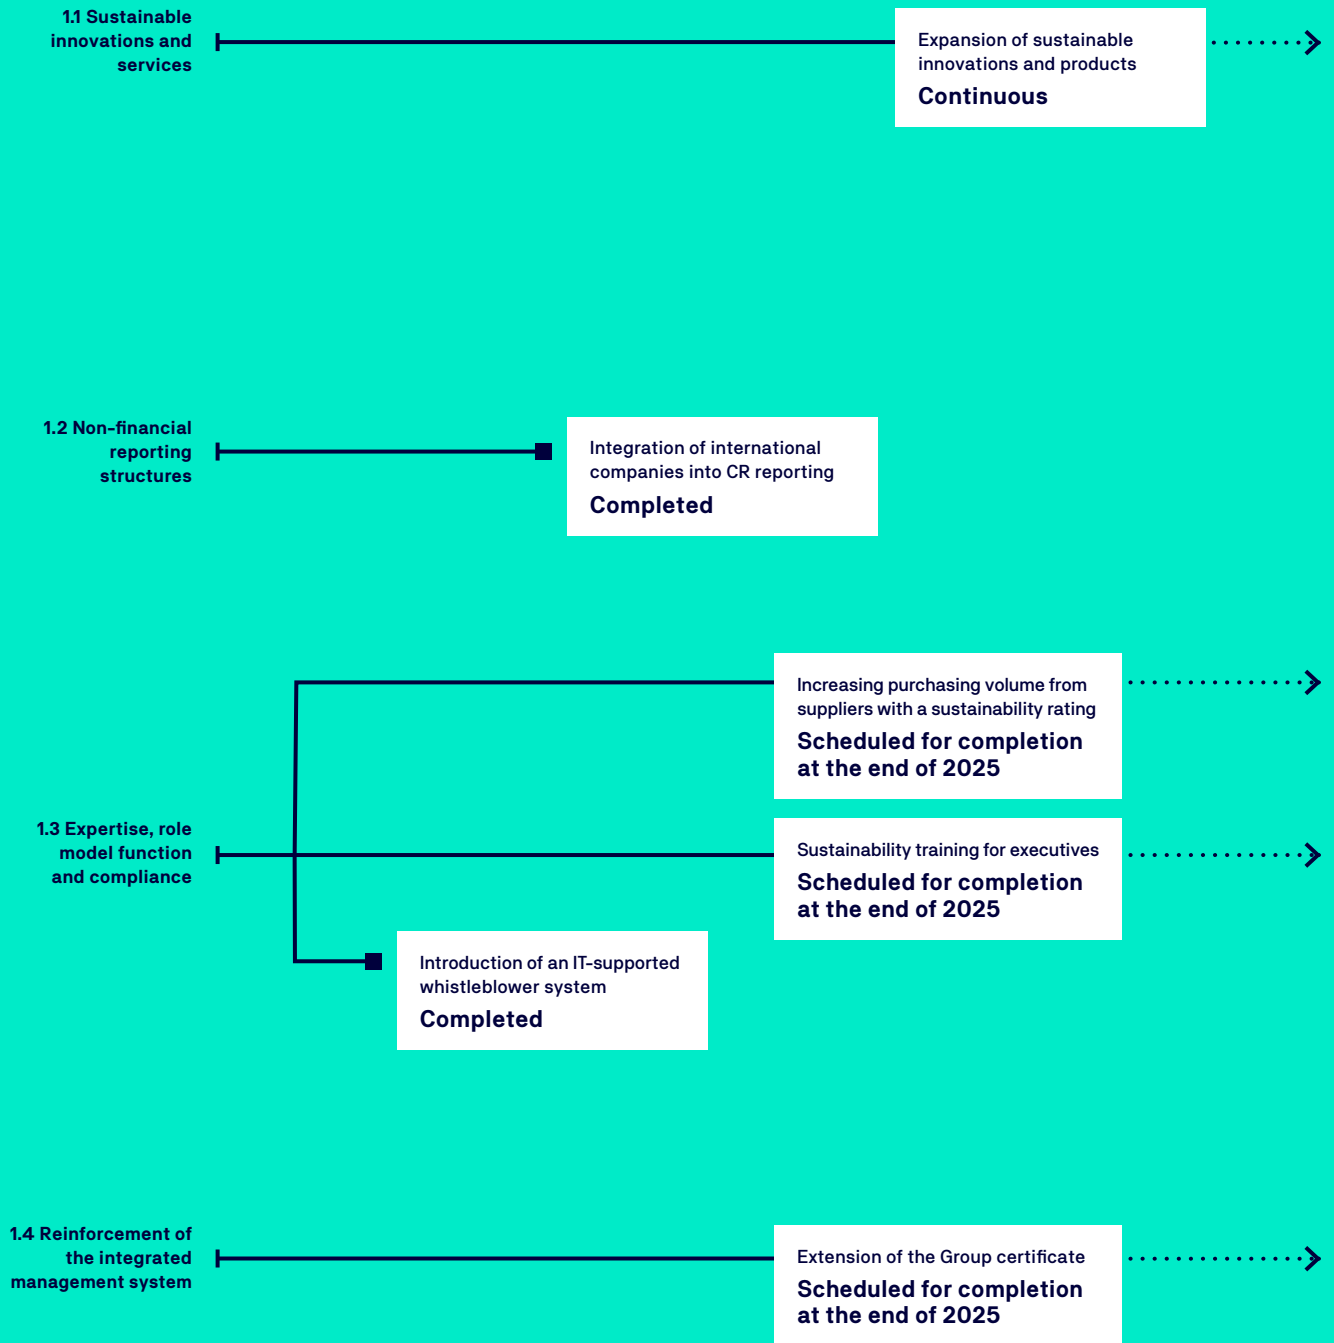 1.1 Sustainable
innovations and
services
Expansion of sustainable
innovations and products
Continuous
1.2 Non-financial
reporting
structures
Integration of international
companies into CR reporting
Completed
Increasing purchasing volume from
suppliers with a sustainability rating
Scheduled for completion
at the end of 2025
1.3 Expertise, role
model function
and compliance
Sustainability training for executives
Scheduled for completion
at the end of 2025
Introduction of an IT-supported
whistleblower system
Completed
1.4 Reinforcement of
the integrated
management system
Extension of the Group certificate
Scheduled for completion
at the end of 2025